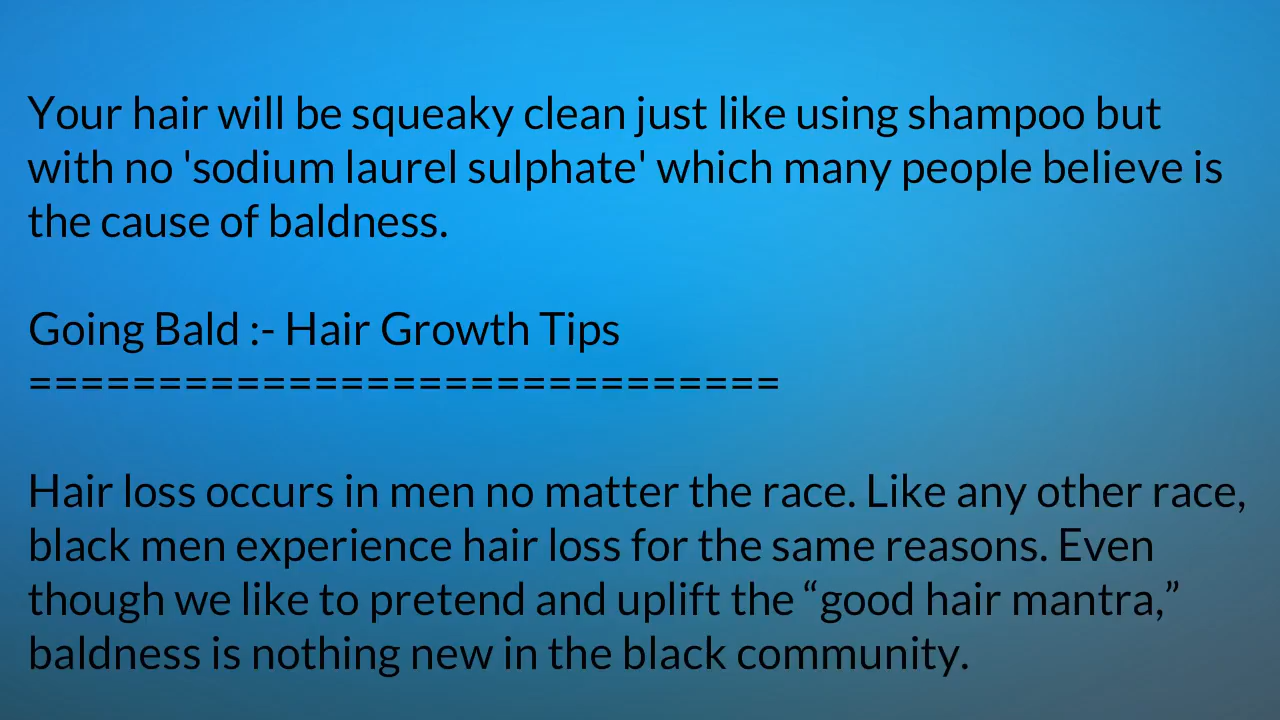 Your hair will be squeaky clean just like using shampoo but
with no 'sodium laurel sulphate' which many people believe is
the cause of baldness.
Going Bald :- Hair Growth Tips
=============================
Hair loss occurs in men no matter the race. Like any other race,
black men experience hair loss for the same reasons. Even
though we like to pretend and uplift the “good hair mantra,”
baldness is nothing new in the black community.